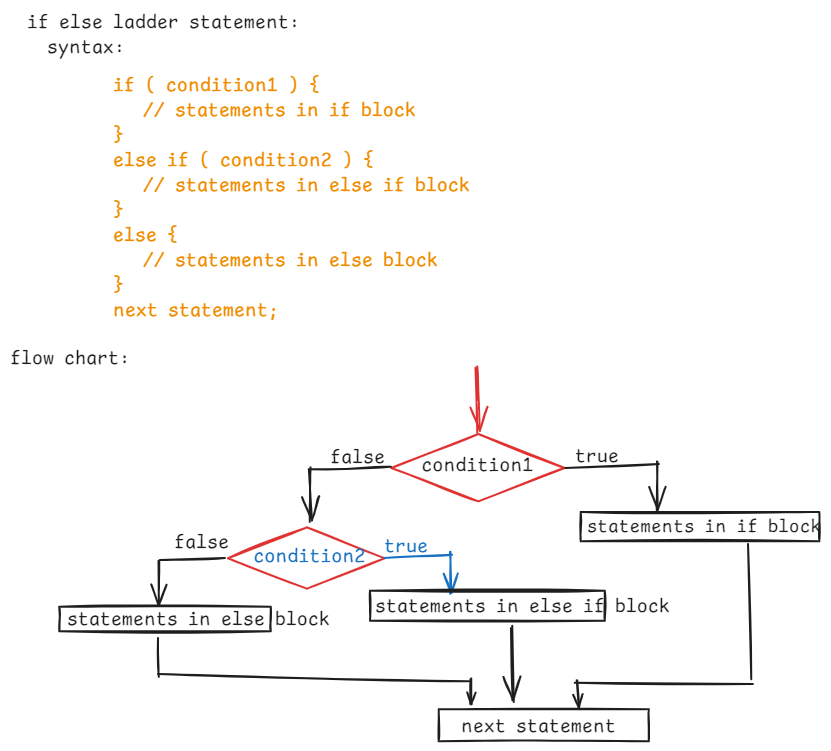 if else ladder statement:
syntax:
if ( condition1 ) {
// statements in if block
}
else if ( condition2 ) {
// statements in else if block
}
else {
// statements in else block
}
next statement;
flow chart:
false
condition1
true
statements in if block
false
condition2
true
statements in else block
statements in else if block
next statement